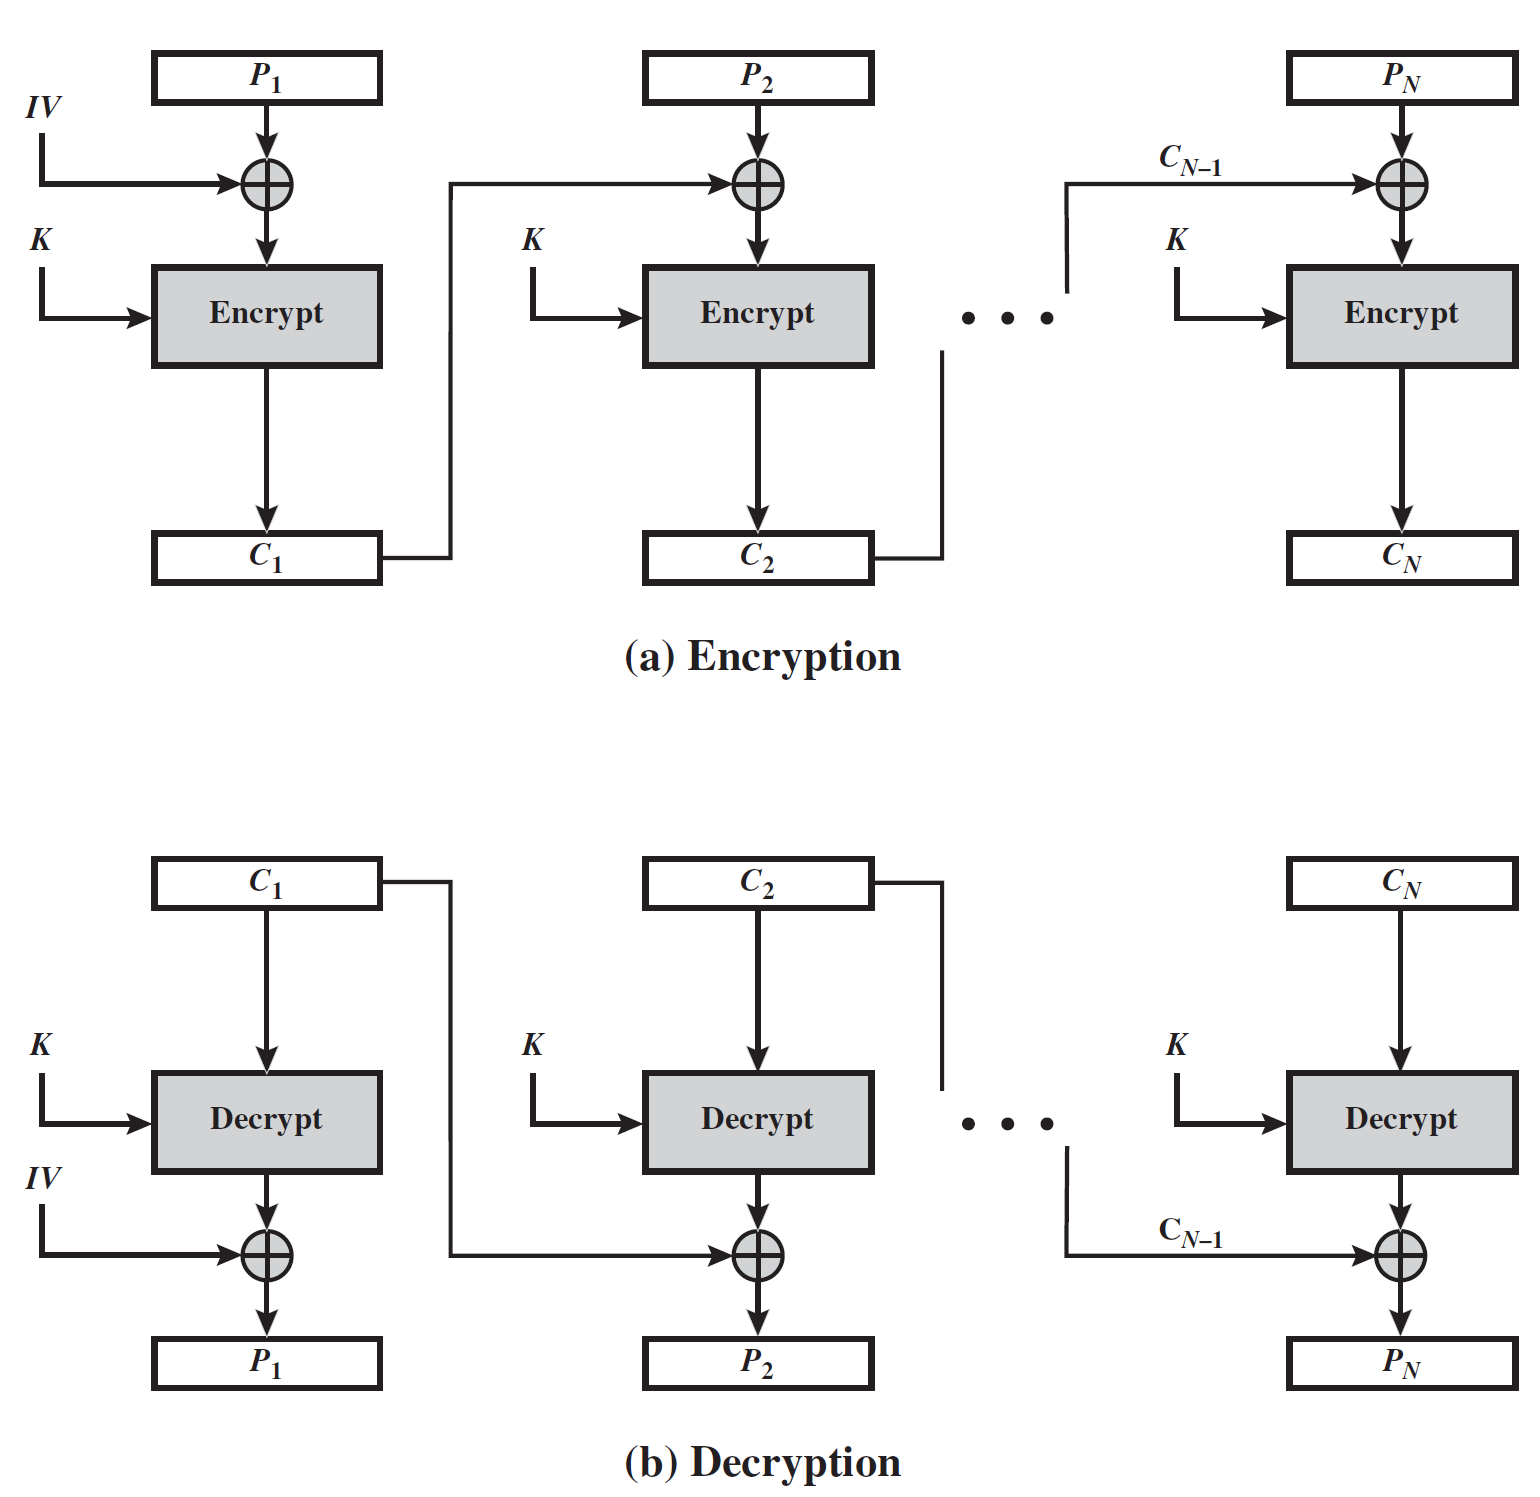 P1 P2 PN
IV
CN–1
K K K
Encrypt Encrypt Encrypt
• • •
C1 C2 CN
(a) Encryption
C1 C2 CN
K K K
Decrypt Decrypt Decrypt
• • •
IV
CN–1
P1 P2 PN
(b) Decryption